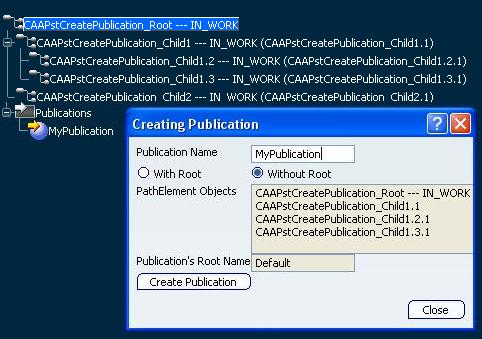 CAAPstCreatePublication_Root --- IN_WORK
CAAPstCreatePublication_Child1 --- IN_WORK (CAAPstCreatePublication_Child1.1)
CAAPstCreatePublication_Child1.2 --- IN_WORK (CAAPstCreatePublication_Child1.2.1)
CAAPstCreatePublication_Child1.3 --- IN_WORK (CAAPstCreatePublication_Child1.3.1)
CAAPstCreatePublication_Child2 --- IN_WORK (CAAPstCreatePublication_Child2.1)
Publications
MyPublication
Creating Publication
Publication Name MyPublication
With Root Without Root
PathElement Objects CAAPstCreatePublication_Root --- IN_WORK
CAAPstCreatePublication_Child1.1
CAAPstCreatePublication_Child1.2.1
CAAPstCreatePublication_Child1.3.1
Publication's Root Name Default
Create Publication
Close